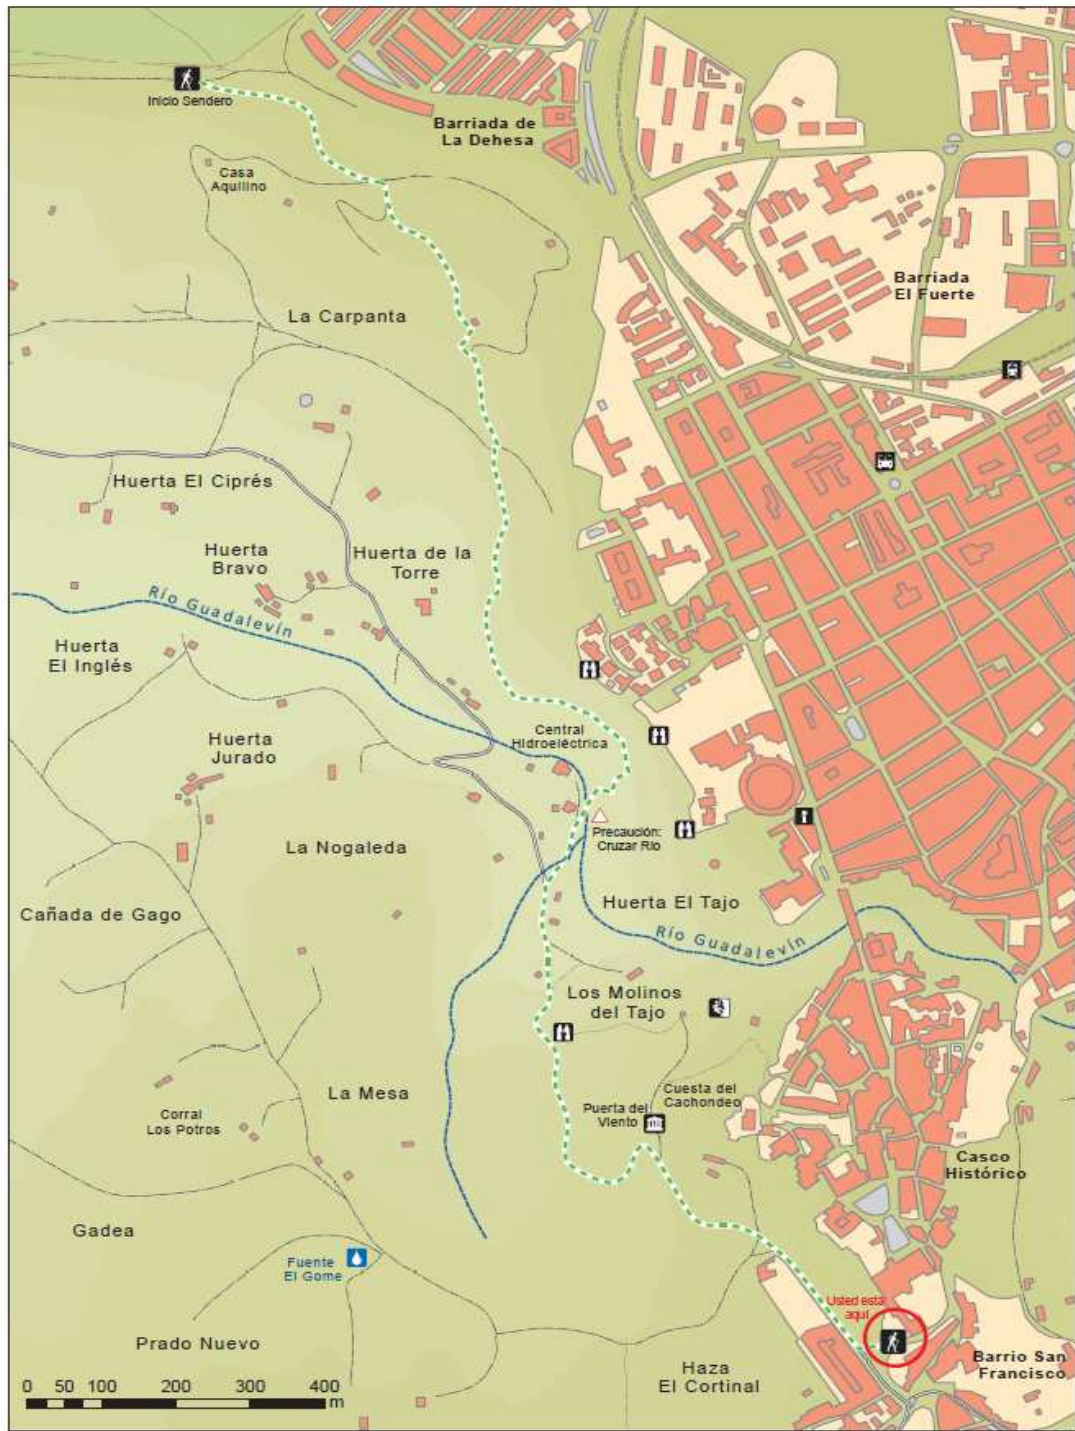 Inicio Sendero
Barriada de
La Dehesa
Casa
Aquilino
Barriada
El Fuerte
La Carpanta
Huerta El Ciprés
Huerta
Bravo
Huerta de la
Torre
Río Guadalevín
Huerta
El Inglés
Huerta
Jurado
Central
Hidroeléctrica
Precaución:
Cruzar Río
La Nogaleda
Huerta El Tajo
Cañada de Gago
Río Guadalevín
Los Molinos
del Tajo
La Mesa
Cuesta del
Cachondeo
Puerta del
Viento
Corral
Los Potros
Casco
Histórico
Gadea
Fuente
El Gome
Usted está
aquí
Prado Nuevo
Haza
El Cortinal
Barrio San
Francisco
0 50 100 200 300 400
m